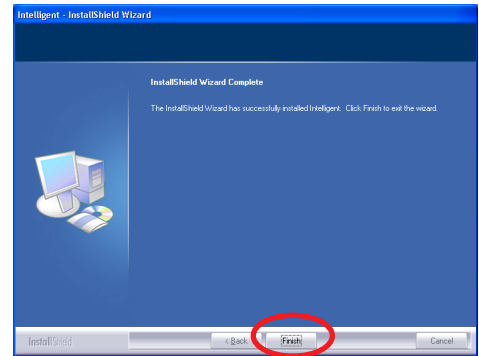 Intelligent - InstallShield Wizard
InstallShield Wizard Complete
The InstallShield Wizard has successfully installed Intelligent. Click Finish to exit the wizard.
InstallShield
< Back
Finish
Cancel